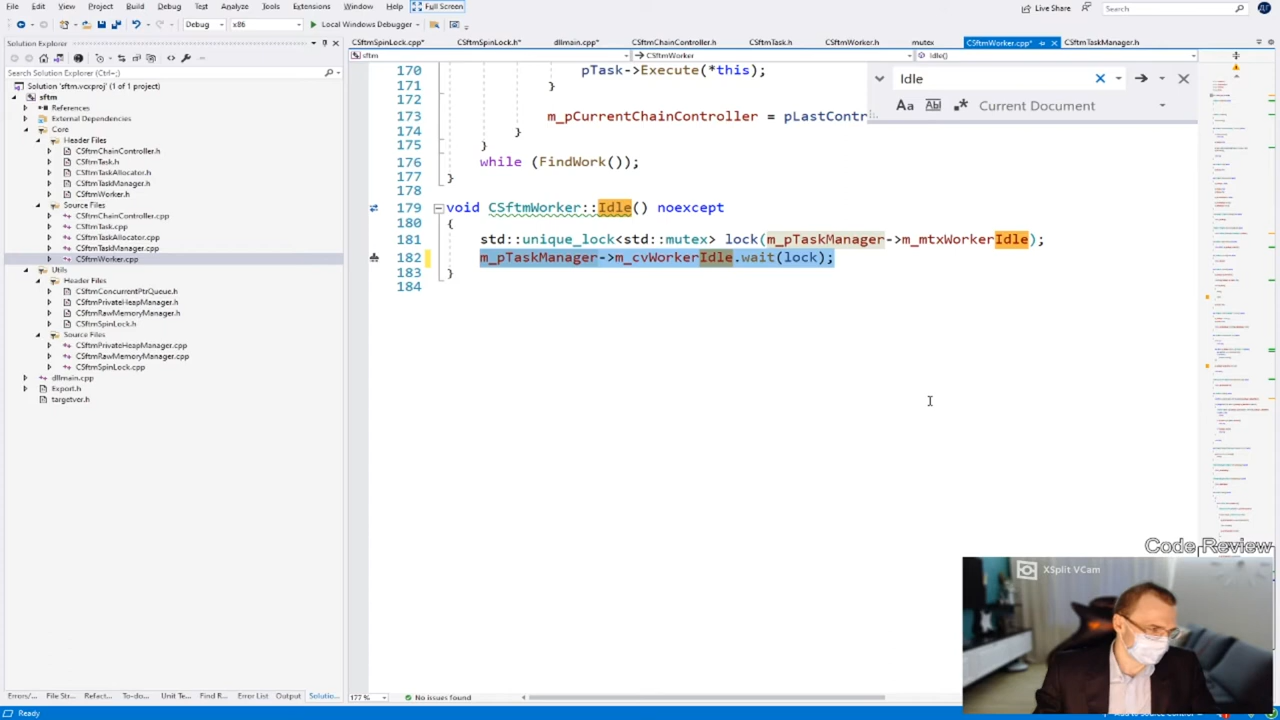 File Edit View Project Build Debug Test Analyze Tools Extensions Window Help Full Screen
Debug x86 Local Windows Debugger Live Share Search
Solution Explorer
Search Solution Explorer (Ctrl+;)
Solution 'sftm.vcxproj' (1 of 1 project)
sftm
References
External Dependencies
Core
Header Files
CSftmChainController.h
CSftmTask.h
CSftmTaskAllocator.h
CSftmTaskManager.h
CSftmWorker.h
Source Files
CSftmChainController.cpp
CSftmTask.cpp
CSftmTaskAllocator.cpp
CSftmTaskManager.cpp
CSftmWorker.cpp
Utils
Header Files
CSftmConcurrentPtrQueue.h
CSftmPrivateHeapManager.h
CSftmRawMemoryManager.h
CSftmSpinLock.h
Source Files
CSftmPrivateHeapManager.cpp
CSftmRawMemoryManager.cpp
CSftmSpinLock.cpp
dllmain.cpp
Export.h
targetver.h
CSftmSpinLock.cpp* CSftmSpinLock.h* dllmain.cpp* CSftmChainController.h CSftmTask.h CSftmWorker.h mutex CSftmWorker.cpp* CSftmTaskManager.h
sftm CSftmWorker Idle()
Idle
Aa Ab Current Document
170 pTask->Execute(*this);
171 }
172
173 m_pCurrentChainController = pLastContr
174 }
175 }
176 while (FindWork());
177 }
178
179 void CSftmWorker::Idle() noexcept
180 {
181 std::unique_lock<std::mutex> lock(m_pTaskManager->m_mtxWorkerIdle);
182 m_pTaskManager->m_cvWorkerIdle.wait(lock);
183 }
184
Code Review
XSplit VCam
Errors/... File Str... Refact... To-do... Unit Te... Find R... Error List Output Solutio...
177 % No issues found
Ready